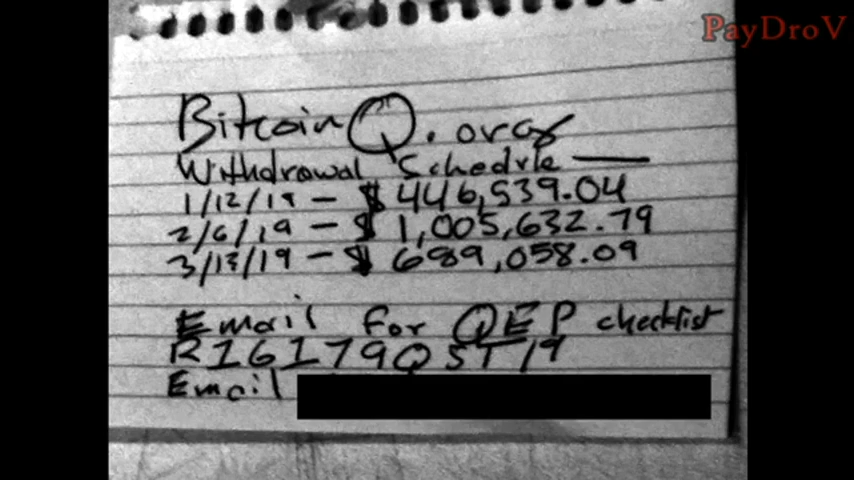 PayDroV
BitcoinQ.org
Withdrawal Schedule —
1/12/19 – $ 446,539.04
2/6/19 – $ 1,005,632.79
3/13/19 – $ 689,058.09
Email for QEP checklist
R16179QST19
Email